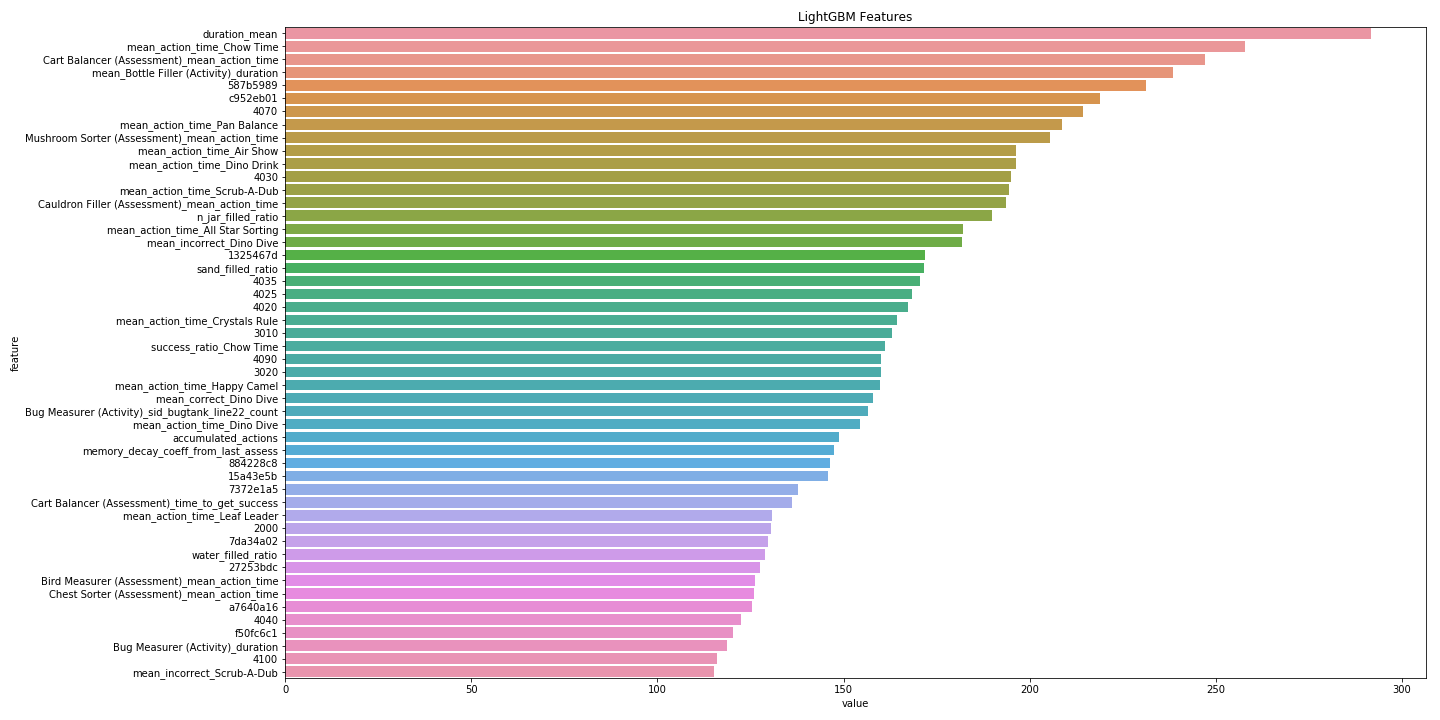 LightGBM Features
duration_mean
mean_action_time_Chow Time
Cart Balancer (Assessment)_mean_action_time
mean_Bottle Filler (Activity)_duration
587b5989
c952eb01
4070
mean_action_time_Pan Balance
Mushroom Sorter (Assessment)_mean_action_time
mean_action_time_Air Show
mean_action_time_Dino Drink
4030
mean_action_time_Scrub-A-Dub
Cauldron Filler (Assessment)_mean_action_time
n_jar_filled_ratio
mean_action_time_All Star Sorting
mean_incorrect_Dino Dive
1325467d
sand_filled_ratio
4035
4025
4020
mean_action_time_Crystals Rule
3010
success_ratio_Chow Time
4090
3020
mean_action_time_Happy Camel
mean_correct_Dino Dive
Bug Measurer (Activity)_sid_bugtank_line22_count
mean_action_time_Dino Dive
accumulated_actions
memory_decay_coeff_from_last_assess
884228c8
15a43e5b
7372e1a5
Cart Balancer (Assessment)_time_to_get_success
mean_action_time_Leaf Leader
2000
7da34a02
water_filled_ratio
27253bdc
Bird Measurer (Assessment)_mean_action_time
Chest Sorter (Assessment)_mean_action_time
a7640a16
4040
f50fc6c1
Bug Measurer (Activity)_duration
4100
mean_incorrect_Scrub-A-Dub
feature
0 50 100 150 200 250 300
value